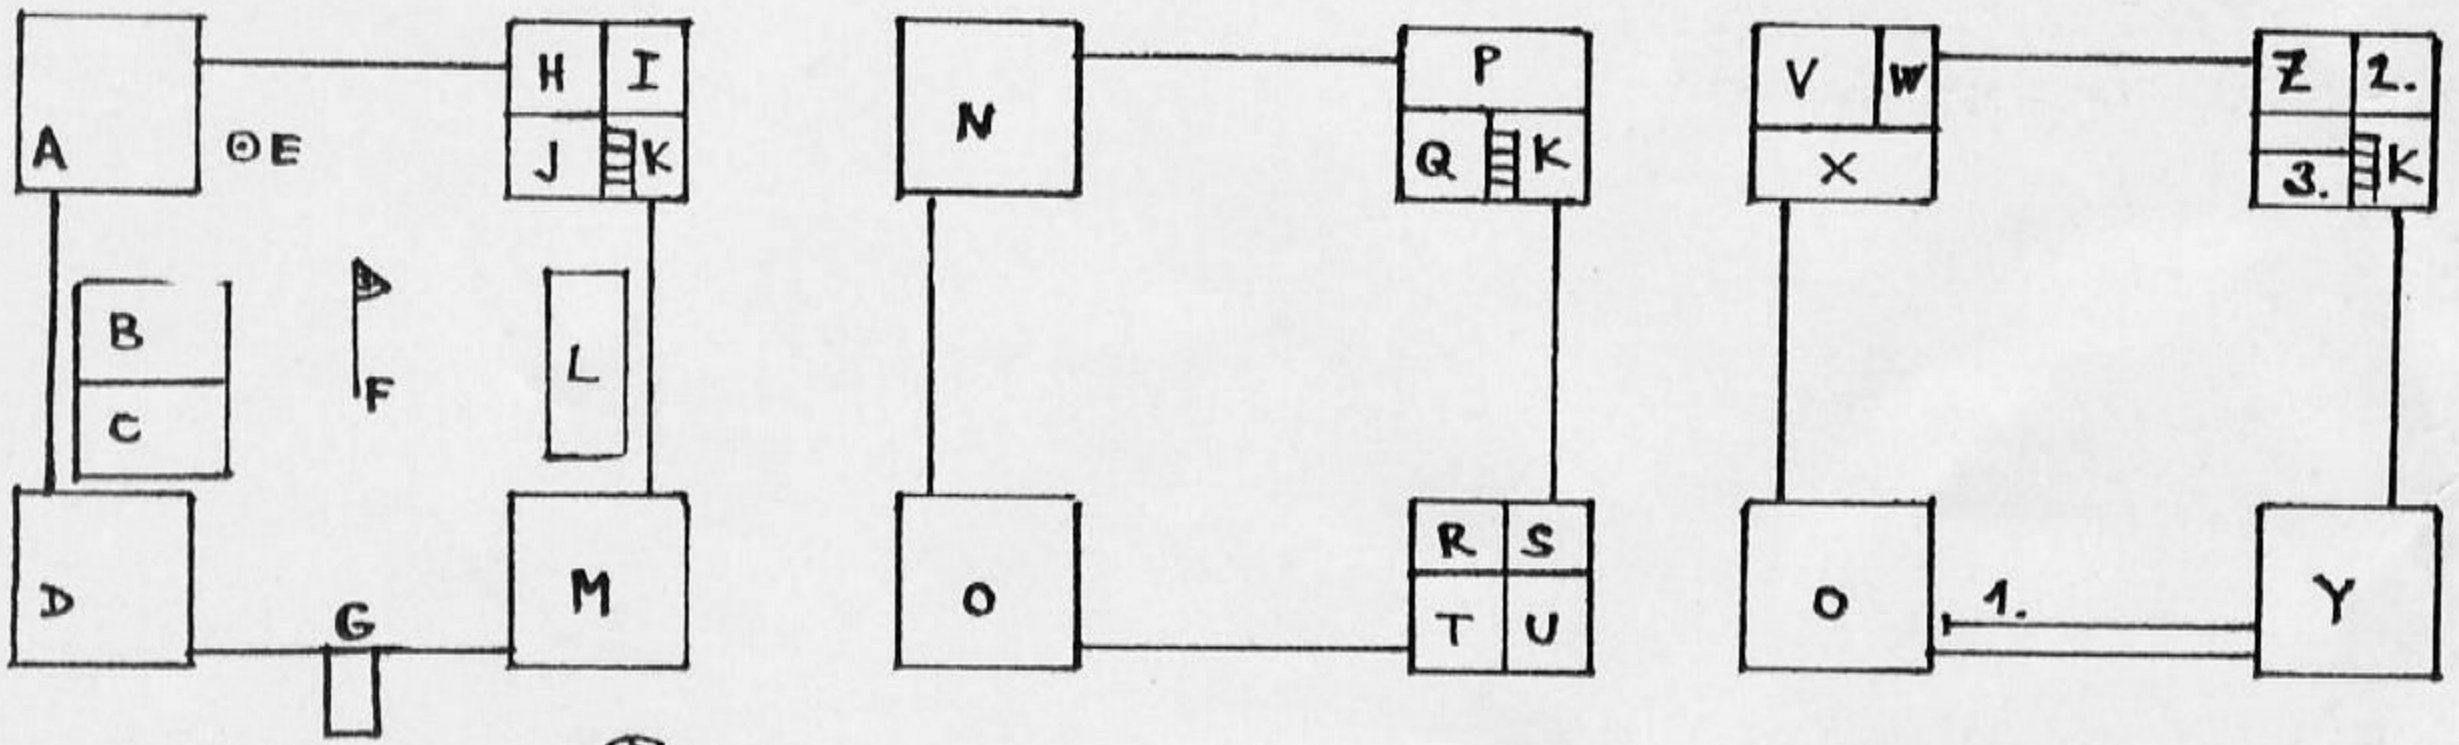 H I N P V W Z 2.
A E J K Q K X 3. K
B F L
C
R S
D G M O T U O 1. Y